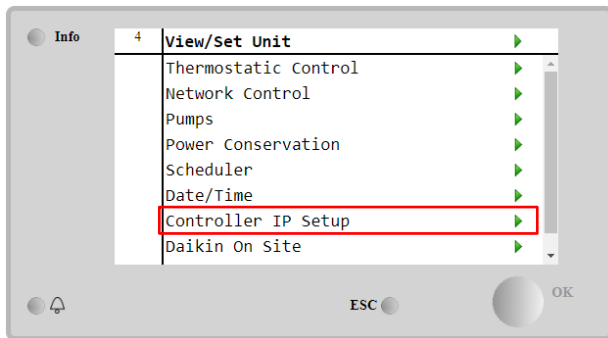 Info
4 View/Set Unit
Thermostatic Control
Network Control
Pumps
Power Conservation
Scheduler
Date/Time
Controller IP Setup
Daikin On Site
ESC
OK